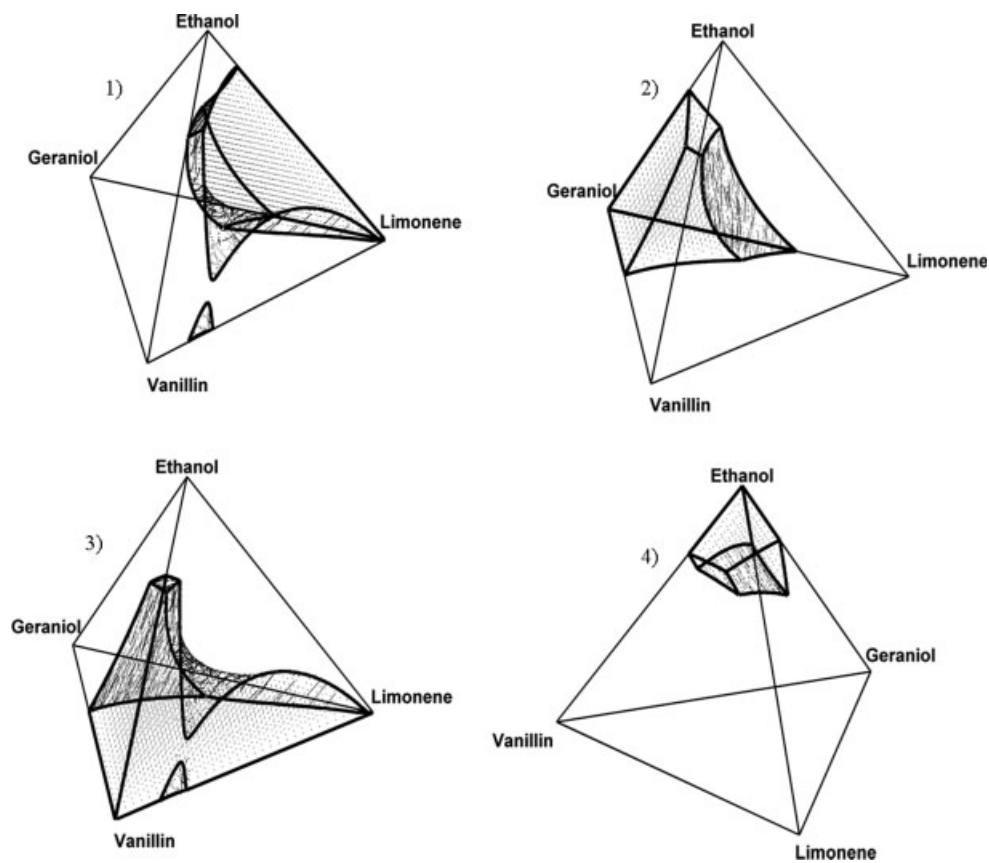 Ethanol
1)
Geraniol
Limonene
Vanillin
Ethanol
2)
Geraniol
Limonene
Vanillin
Ethanol
3)
Geraniol
Limonene
Vanillin
Ethanol
4)
Geraniol
Vanillin
Limonene